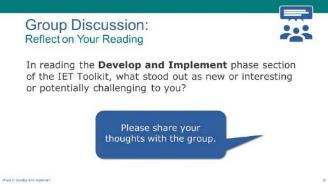 Group Discussion:
Reflect on Your Reading
In reading the Develop and Implement phase section
of the IET Toolkit, what stood out as new or interesting
or potentially challenging to you?
Please share your
thoughts with the group.
Phase II: Develop and Implement